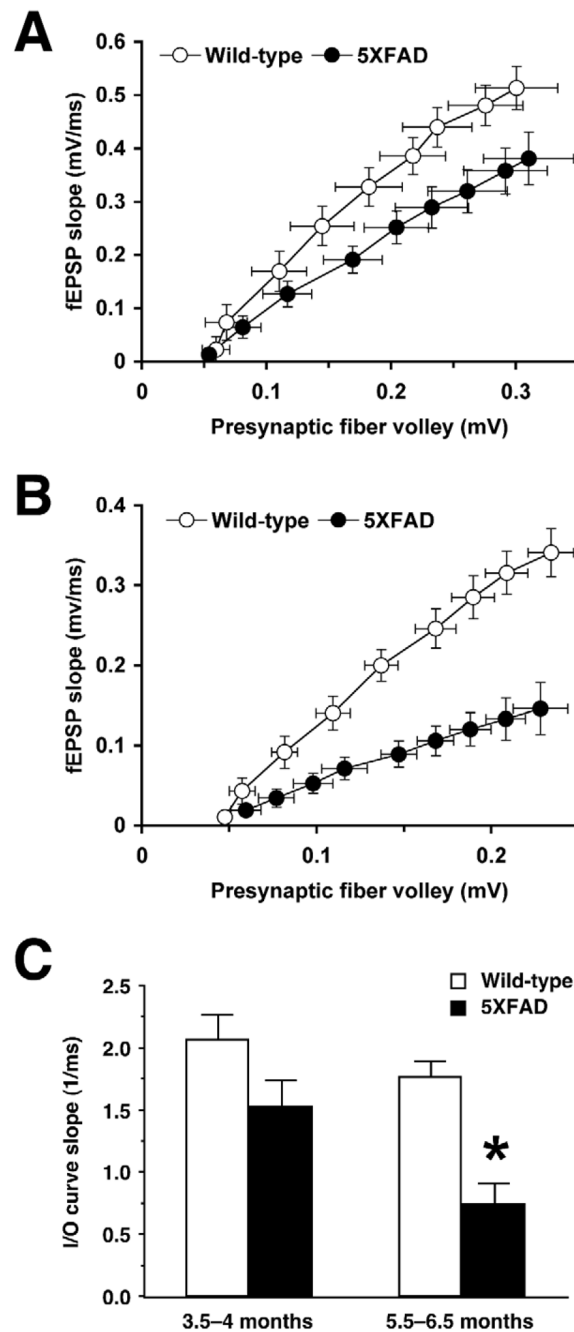 A
Wild-type 5XFAD
fEPSP slope (mV/ms)
0.6
0.5
0.4
0.3
0.2
0.1
0
0 0.1 0.2 0.3
Presynaptic fiber volley (mV)
B
Wild-type 5XFAD
fEPSP slope (mv/ms)
0.4
0.3
0.2
0.1
0
0 0.1 0.2
Presynaptic fiber volley (mV)
C
Wild-type
5XFAD
I/O curve slope (1/ms)
2.5
2.0
1.5
1.0
0.5
0.0
*
3.5–4 months 5.5–6.5 months